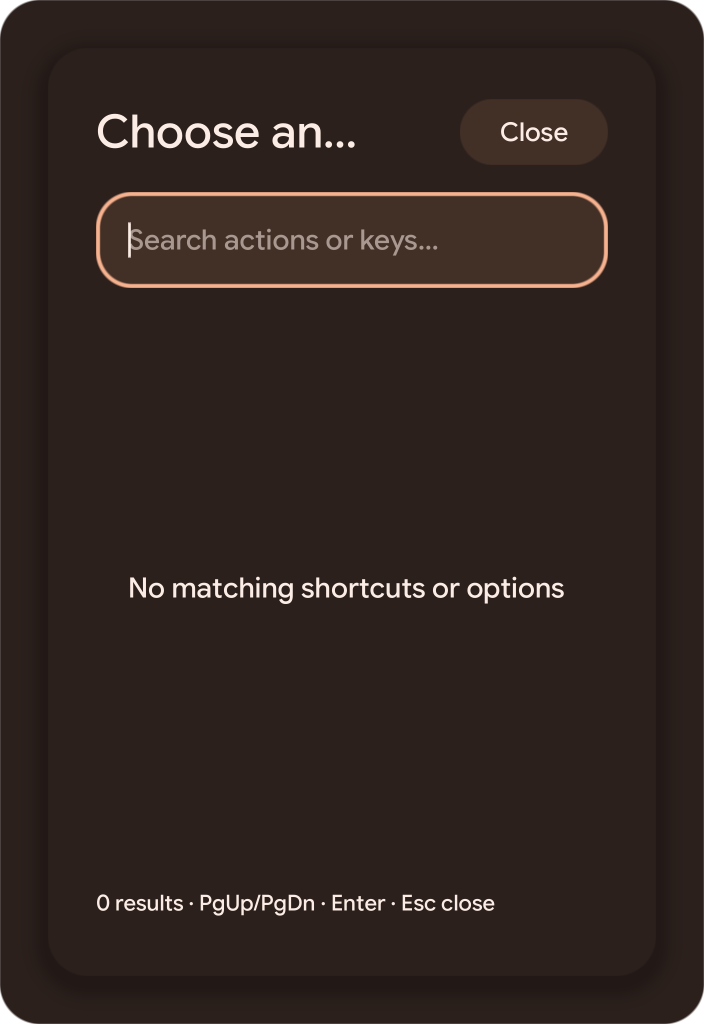 Choose an...
Close
Search actions or keys...
No matching shortcuts or options
0 results · PgUp/PgDn · Enter · Esc close